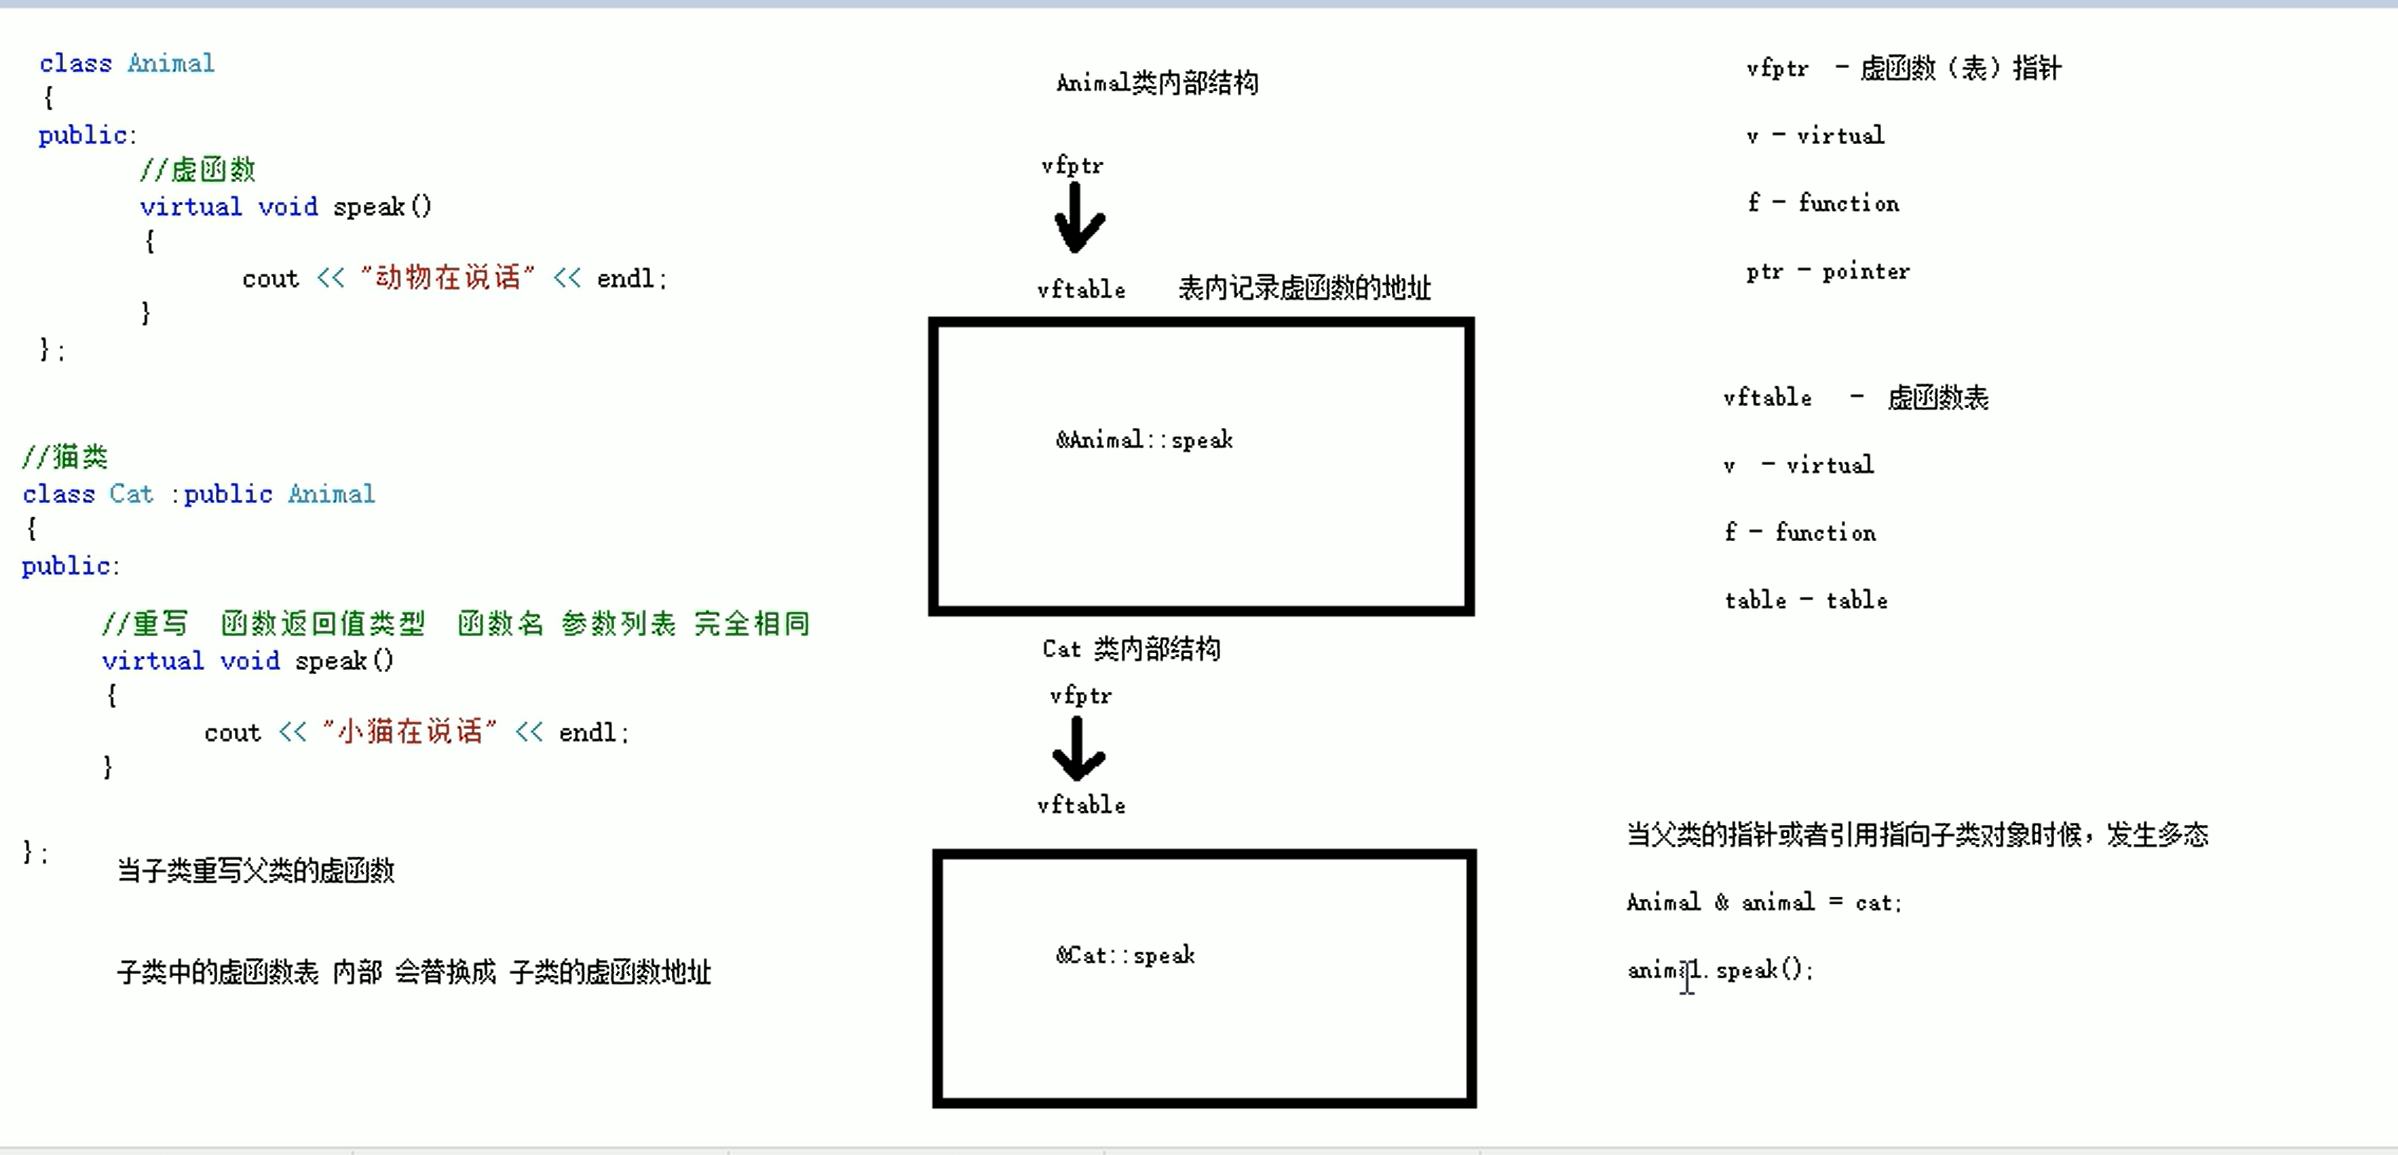 class Animal
{
public:
//虚函数
virtual void speak()
{
cout << "动物在说话" << endl;
}
};
//猫类
class Cat :public Animal
{
public:
//重写 函数返回值类型 函数名 参数列表 完全相同
virtual void speak()
{
cout << "小猫在说话" << endl;
}
};
当子类重写父类的虚函数
子类中的虚函数表 内部 会替换成 子类的虚函数地址
Animal类内部结构
vfptr
vftable 表内记录虚函数的地址
&Animal::speak
Cat 类内部结构
vfptr
vftable
&Cat::speak
vfptr - 虚函数（表）指针
v - virtual
f - function
ptr - pointer
vftable - 虚函数表
v - virtual
f - function
table - table
当父类的指针或者引用指向子类对象时候，发生多态
Animal & animal = cat;
animal.speak();